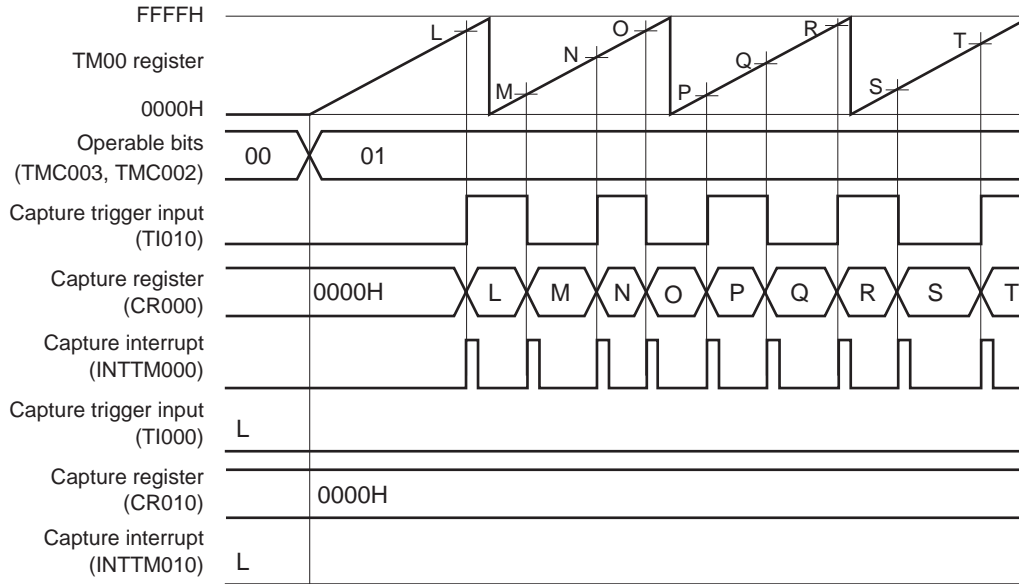 FFFFH
TM00 register
0000H
L
M
N
O
P
Q
R
S
T
Operable bits
(TMC003, TMC002)
00
01
Capture trigger input
(TI010)
Capture register
(CR000)
0000H
L
M
N
O
P
Q
R
S
T
Capture interrupt
(INTTM000)
Capture trigger input
(TI000)
L
Capture register
(CR010)
0000H
Capture interrupt
(INTTM010)
L